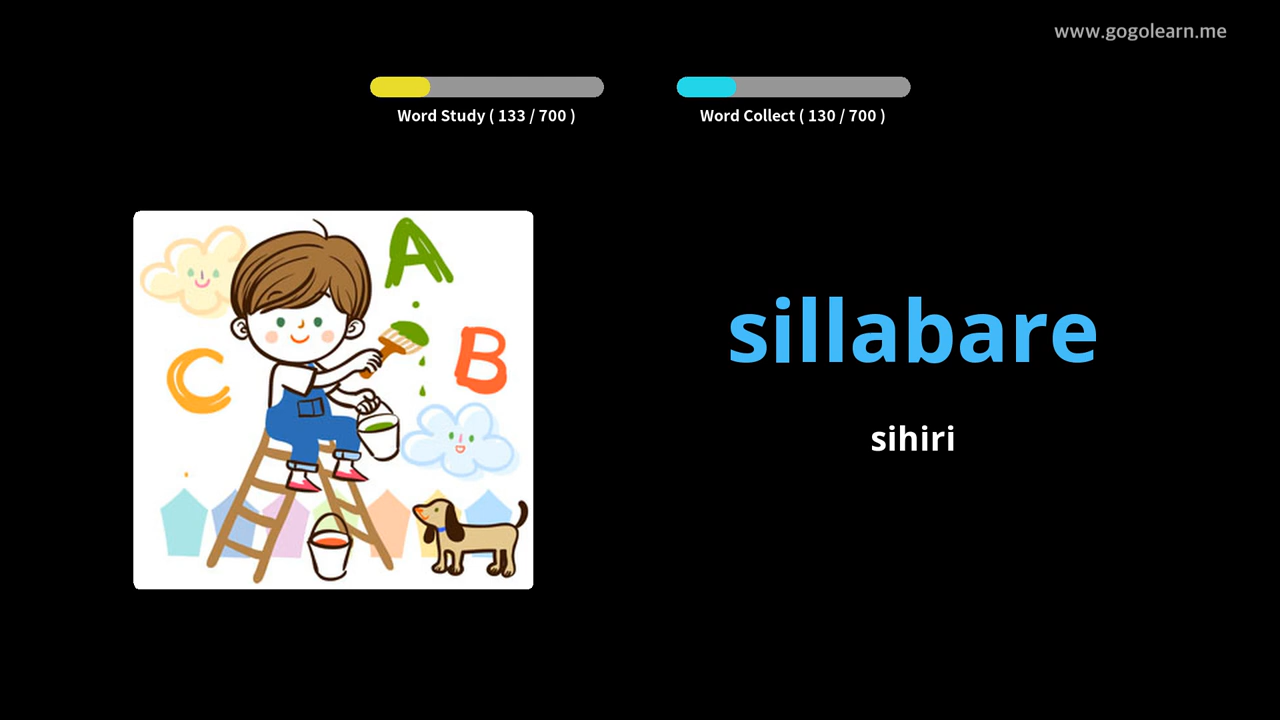 www.gogolearn.me
Word Study ( 133 / 700 )
Word Collect ( 130 / 700 )
A
B
C
sillabare
sihiri